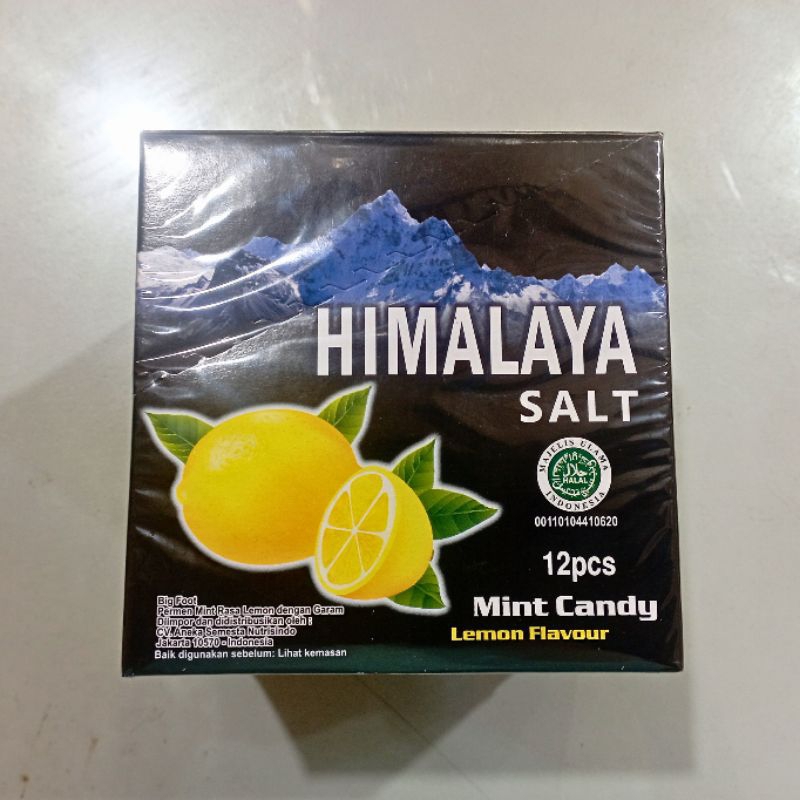 HIMALAYA
SALT
MAJELIS ULAMA
حلال
HALAL
INDONESIA
00110104410620
12pcs
Mint Candy
Lemon Flavour
Big Foot
Permen Mint Rasa Lemon dengan Garam
Diimpor dan didistribusikan oleh :
CV. Aneka Semesta Nutrisindo
Jakarta 10570 - Indonesia
Baik digunakan sebelum: Lihat kemasan